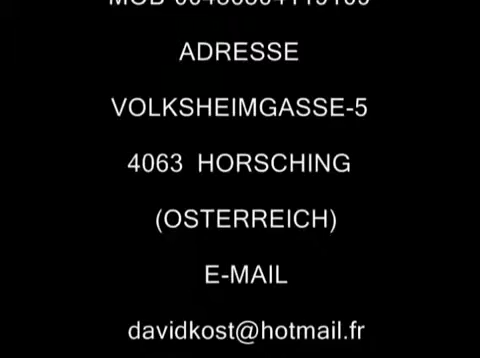 ADRESSE
VOLKSHEIMGASSE-5
4063 HORSCHING
(OSTERREICH)
E-MAIL
davidkost@hotmail.fr